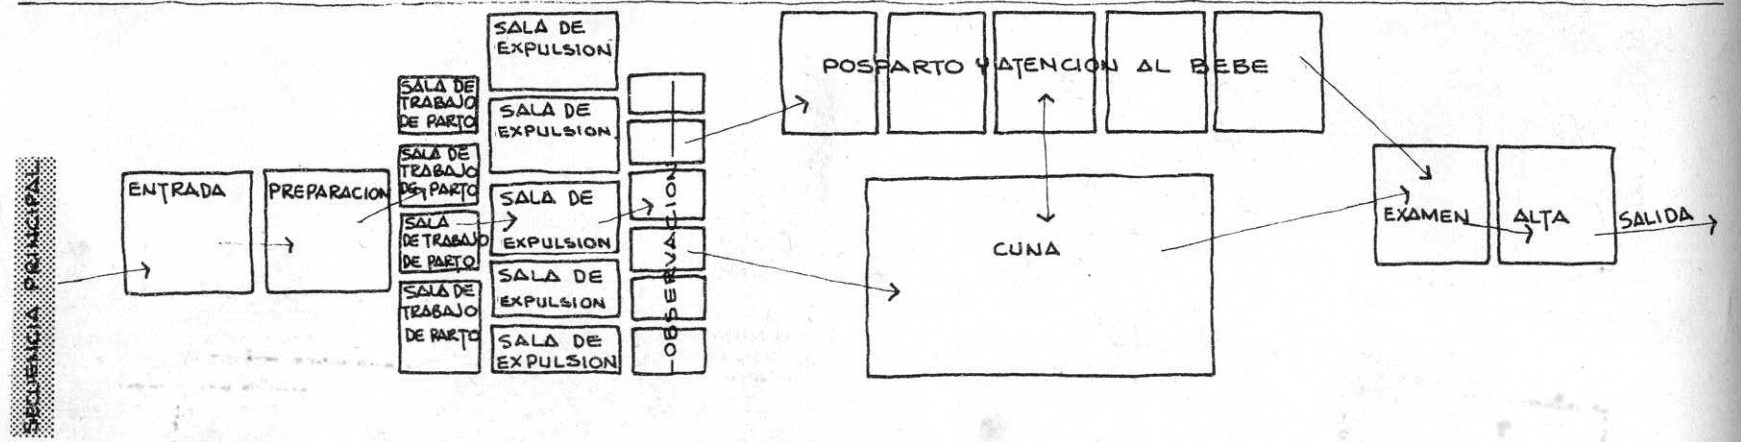 SECUENCIA PRINCIPAL
ENTRADA
PREPARACION
SALA DE
TRABAJO
DE PARTO
SALA DE
TRABAJO
DE PARTO
SALA
DE TRABAJO
DE PARTO
SALA DE
TRABAJO
DE PARTO
SALA DE
EXPULSION
SALA DE
EXPULSION
SALA DE
EXPULSION
SALA DE
EXPULSION
SALA DE
EXPULSION
OBSERVACION
POSPARTO Y ATENCION AL BEBE
CUNA
EXAMEN
ALTA
SALIDA